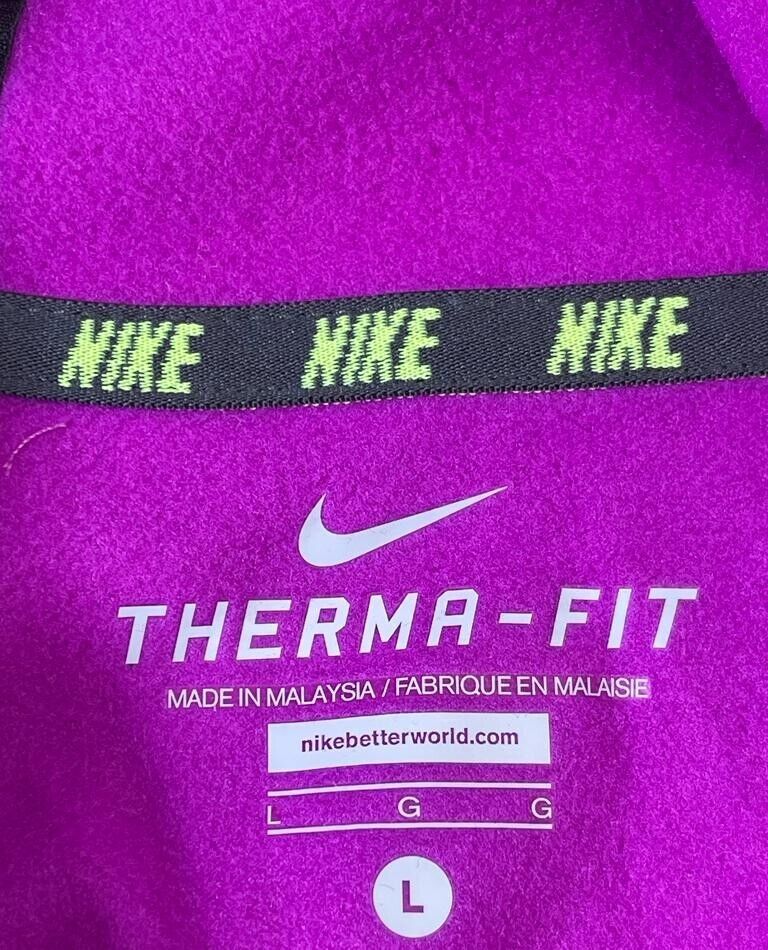 NIKE NIKE NIKE
THERMA-FIT
MADE IN MALAYSIA / FABRIQUE EN MALAISIE
nikebetterworld.com
L G G
L